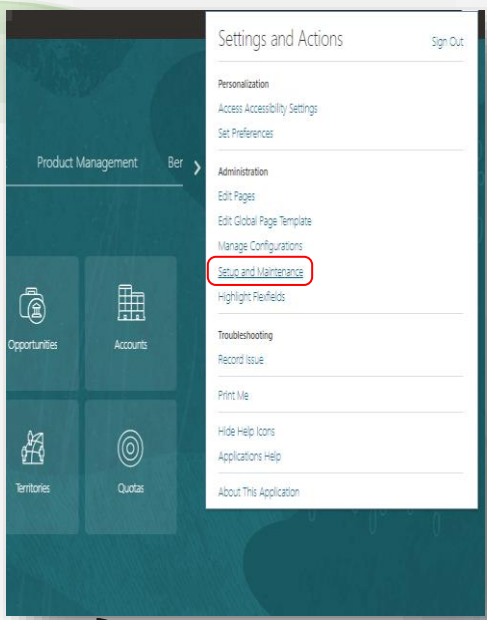 Settings and Actions
Sign Out
Personalization
Access Accessibility Settings
Set Preferences
Product Management
Ber
Administration
Edit Pages
Edit Global Page Template
Manage Configurations
Setup and Maintenance
Highlight Flexfields
Opportunities
Accounts
Troubleshooting
Record Issue
Print Me
Hide Help Icons
Applications Help
Territories
Quotas
About This Application